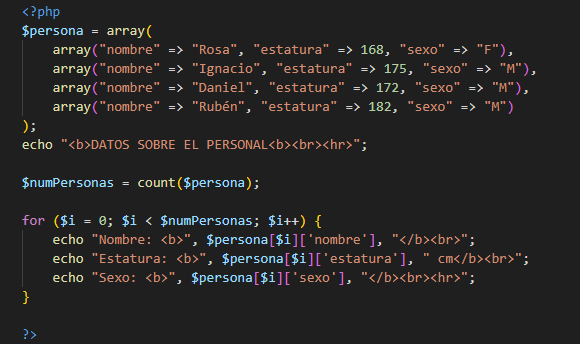 <?php
$persona = array(
    array("nombre" => "Rosa", "estatura" => 168, "sexo" => "F"),
    array("nombre" => "Ignacio", "estatura" => 175, "sexo" => "M"),
    array("nombre" => "Daniel", "estatura" => 172, "sexo" => "M"),
    array("nombre" => "Rubén", "estatura" => 182, "sexo" => "M")
);
echo "<b>DATOS SOBRE EL PERSONAL<b><br><hr>";

$numPersonas = count($persona);

for ($i = 0; $i < $numPersonas; $i++) {
    echo "Nombre: <b>", $persona[$i]['nombre'], "</b><br>";
    echo "Estatura: <b>", $persona[$i]['estatura'], " cm</b><br>";
    echo "Sexo: <b>", $persona[$i]['sexo'], "</b><br><hr>";
}

?>